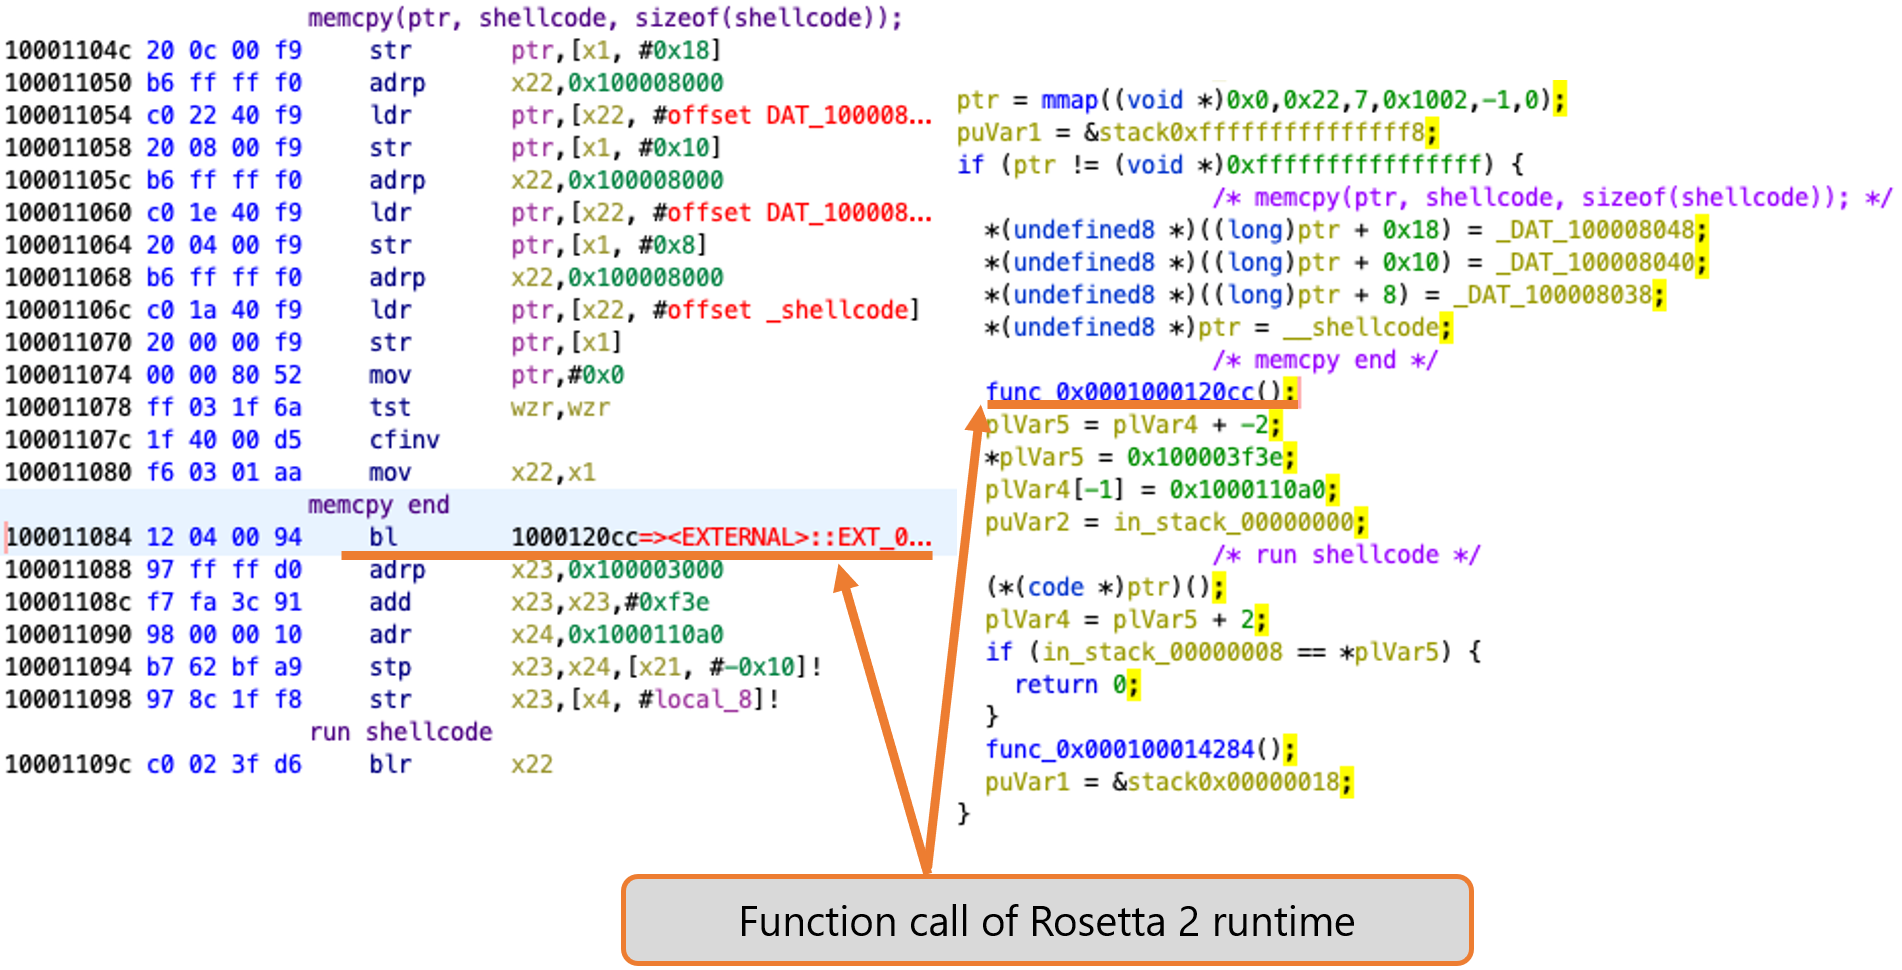 memcpy(ptr, shellcode, sizeof(shellcode));
10001104c 20 0c 00 f9 str ptr,[x1, #0x18]
100011050 b6 ff ff f0 adrp x22,0x100008000
100011054 c0 22 40 f9 ldr ptr,[x22, #offset DAT_100008...
100011058 20 08 00 f9 str ptr,[x1, #0x10]
10001105c b6 ff ff f0 adrp x22,0x100008000
100011060 c0 1e 40 f9 ldr ptr,[x22, #offset DAT_100008...
100011064 20 04 00 f9 str ptr,[x1, #0x8]
100011068 b6 ff ff f0 adrp x22,0x100008000
10001106c c0 1a 40 f9 ldr ptr,[x22, #offset _shellcode]
100011070 20 00 00 f9 str ptr,[x1]
100011074 00 00 80 52 mov ptr,#0x0
100011078 ff 03 1f 6a tst wzr,wzr
10001107c 1f 40 00 d5 cfinv
100011080 f6 03 01 aa mov x22,x1
memcpy end
100011084 12 04 00 94 bl 1000120cc=><EXTERNAL>::EXT_0...
100011088 97 ff ff d0 adrp x23,0x100003000
10001108c f7 fa 3c 91 add x23,x23,#0xf3e
100011090 98 00 00 10 adr x24,0x1000110a0
100011094 b7 62 bf a9 stp x23,x24,[x21, #-0x10]!
100011098 97 8c 1f f8 str x23,[x4, #local_8]!
run shellcode
10001109c c0 02 3f d6 blr x22
ptr = mmap((void *)0x0,0x22,7,0x1002,-1,0);
puVar1 = &stack0xfffffffffffffff8;
if (ptr != (void *)0xffffffffffffffff) {
/* memcpy(ptr, shellcode, sizeof(shellcode)); */
*(undefined8 *)((long)ptr + 0x18) = _DAT_100008048;
*(undefined8 *)((long)ptr + 0x10) = _DAT_100008040;
*(undefined8 *)((long)ptr + 8) = _DAT_100008038;
*(undefined8 *)ptr = __shellcode;
/* memcpy end */
func_0x0001000120cc();
plVar5 = plVar4 + -2;
*plVar5 = 0x100003f3e;
plVar4[-1] = 0x1000110a0;
puVar2 = in_stack_00000000;
/* run shellcode */
(*(code *)ptr)();
plVar4 = plVar5 + 2;
if (in_stack_00000008 == *plVar5) {
return 0;
}
func_0x000100014284();
puVar1 = &stack0x00000018;
}
Function call of Rosetta 2 runtime